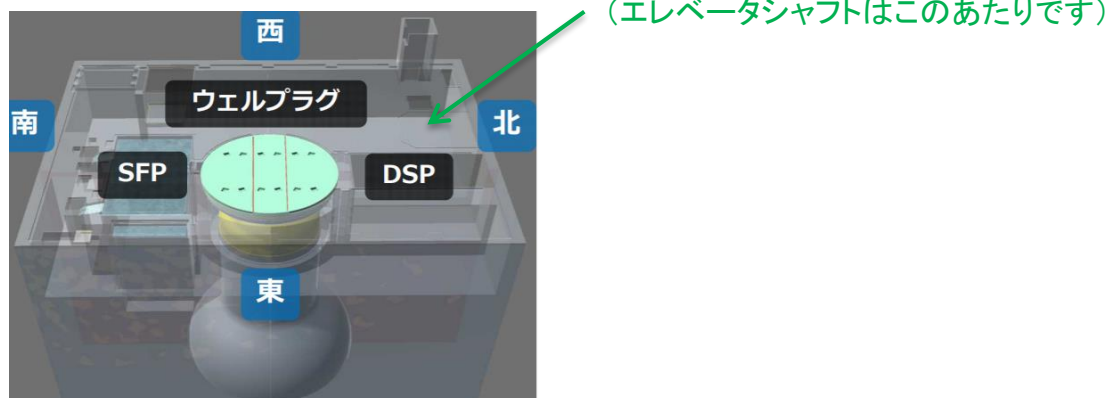 （エレベータシャフトはこのあたりです）
西
ウェルプラグ
南
北
SFP
DSP
東